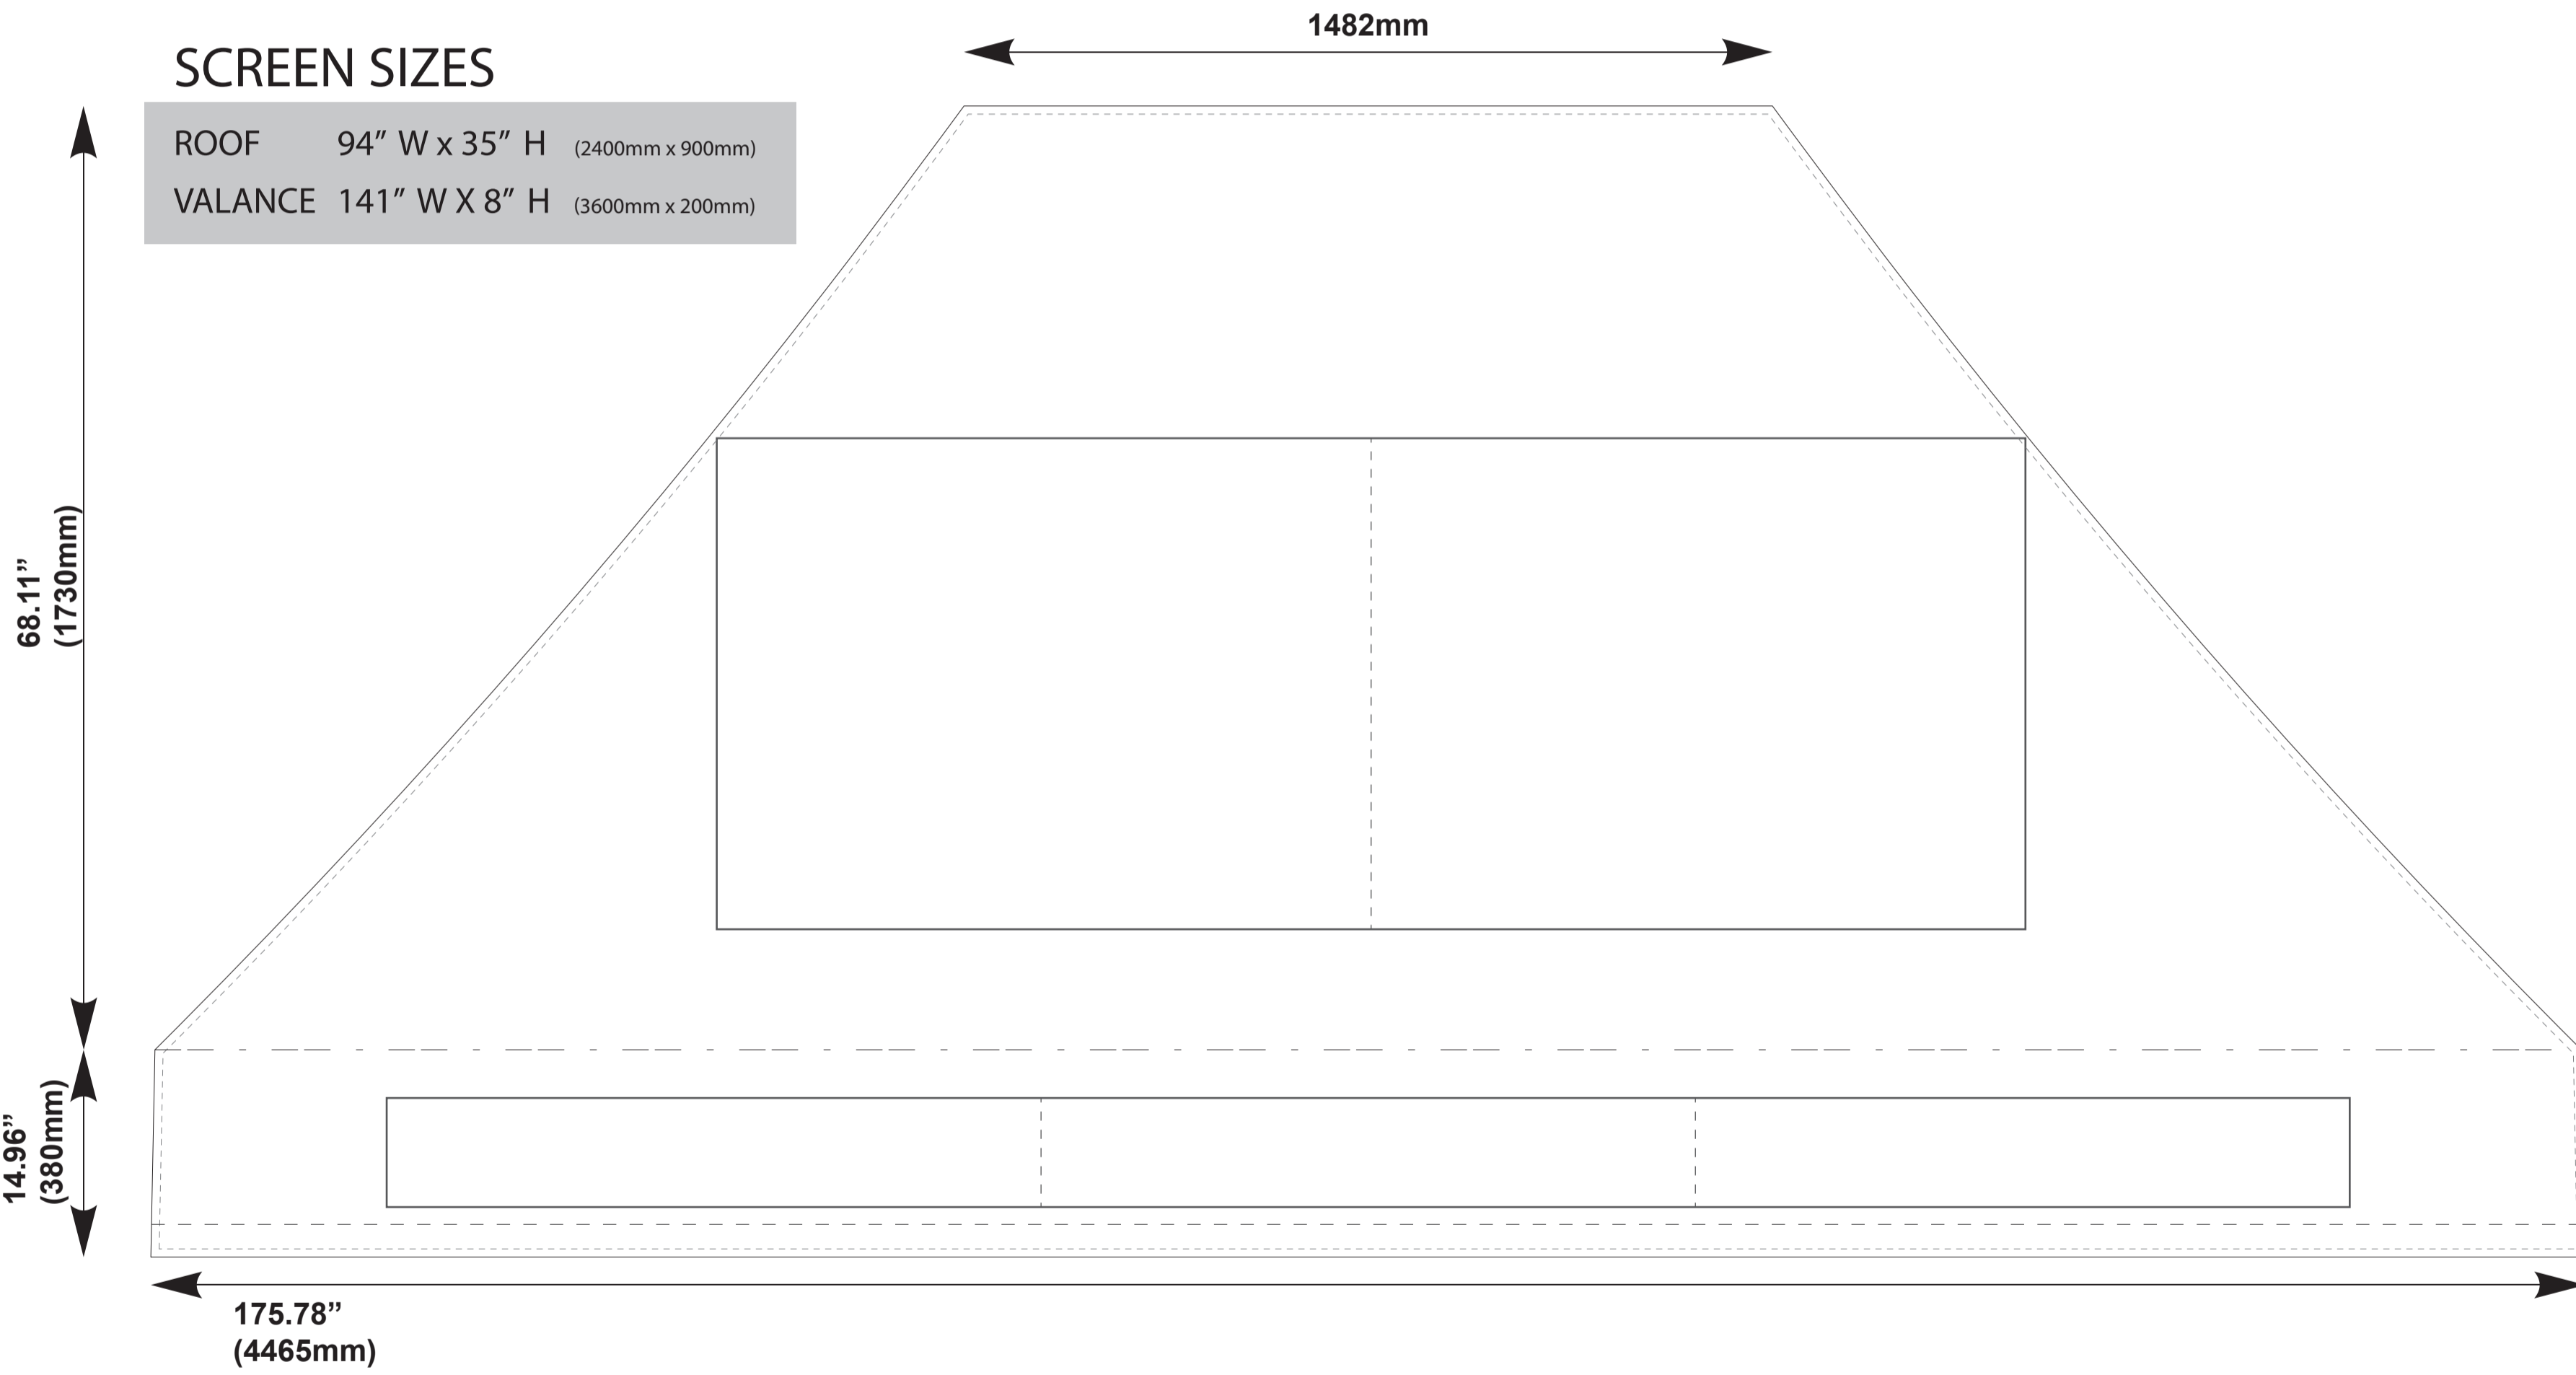 1482mm
SCREEN SIZES
ROOF 94” W x 35” H (2400mm x 900mm)
VALANCE 141” W X 8” H (3600mm x 200mm)
68.11”
(1730mm)
14.96”
(380mm)
175.78”
(4465mm)